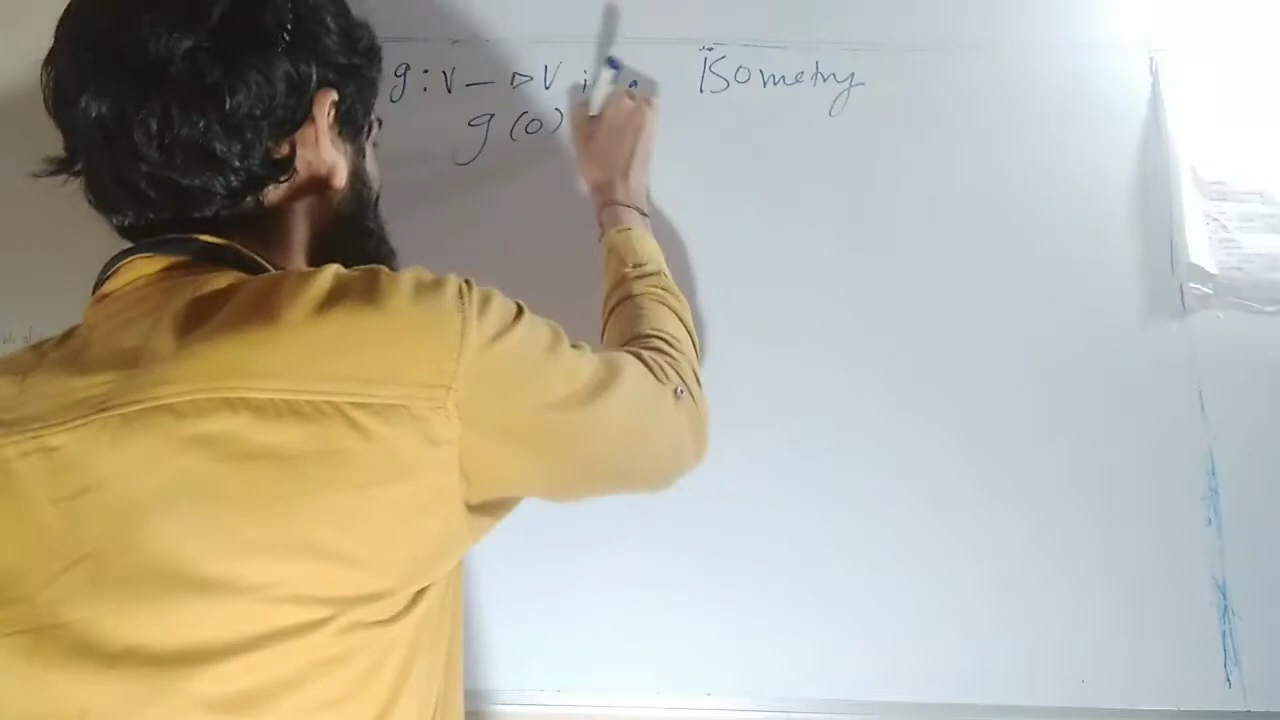 g : V → V is a Isometry
g(0)